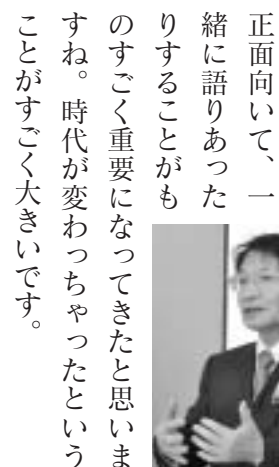 正面向いて、一
緒に語りあった
りすることがも
のすごく重要になってきたと思いま
すね。時代が変わっちゃったという
ことがすごく大きいです。